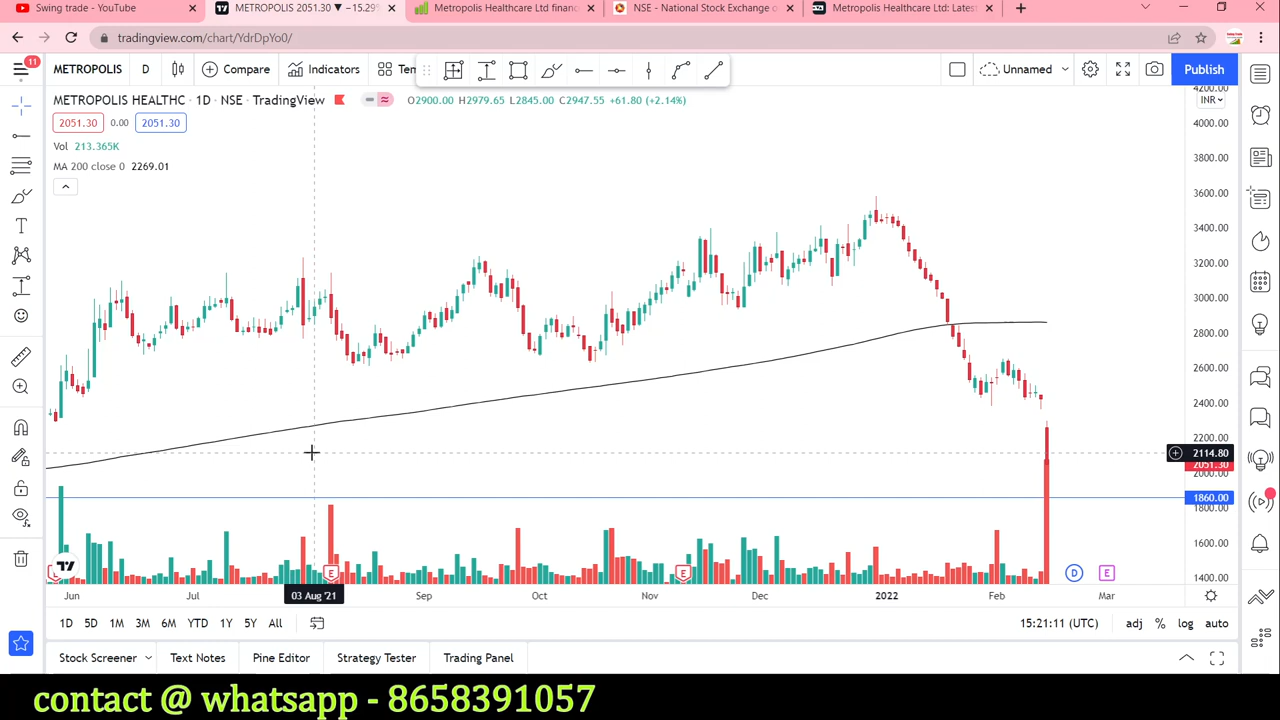 Swing trade - YouTube
METROPOLIS 2051.30 ▼ −15.29%
Metropolis Healthcare Ltd financ
NSE - National Stock Exchange o
Metropolis Healthcare Ltd: Latest
tradingview.com/chart/YdrDpYo0/
11
METROPOLIS
D
Compare
Indicators
Tem
Unnamed
Publish
METROPOLIS HEALTHC · 1D · NSE · TradingView
O2900.00 H2979.65 L2845.00 C2947.55 +61.80 (+2.14%)
INR
2051.30 0.00 2051.30
Vol 213.365K
MA 200 close 0 2269.01
4200.00
4000.00
3800.00
3600.00
3400.00
3200.00
3000.00
2800.00
2600.00
2400.00
2200.00
2114.80
2051.30
2000.00
1860.00
1800.00
1600.00
1400.00
E
E
D
E
Jun
Jul
03 Aug '21
Sep
Oct
Nov
Dec
2022
Feb
Mar
1D 5D 1M 3M 6M YTD 1Y 5Y All
15:21:11 (UTC)
adj % log auto
Stock Screener
Text Notes
Pine Editor
Strategy Tester
Trading Panel
contact @ whatsapp - 8658391057